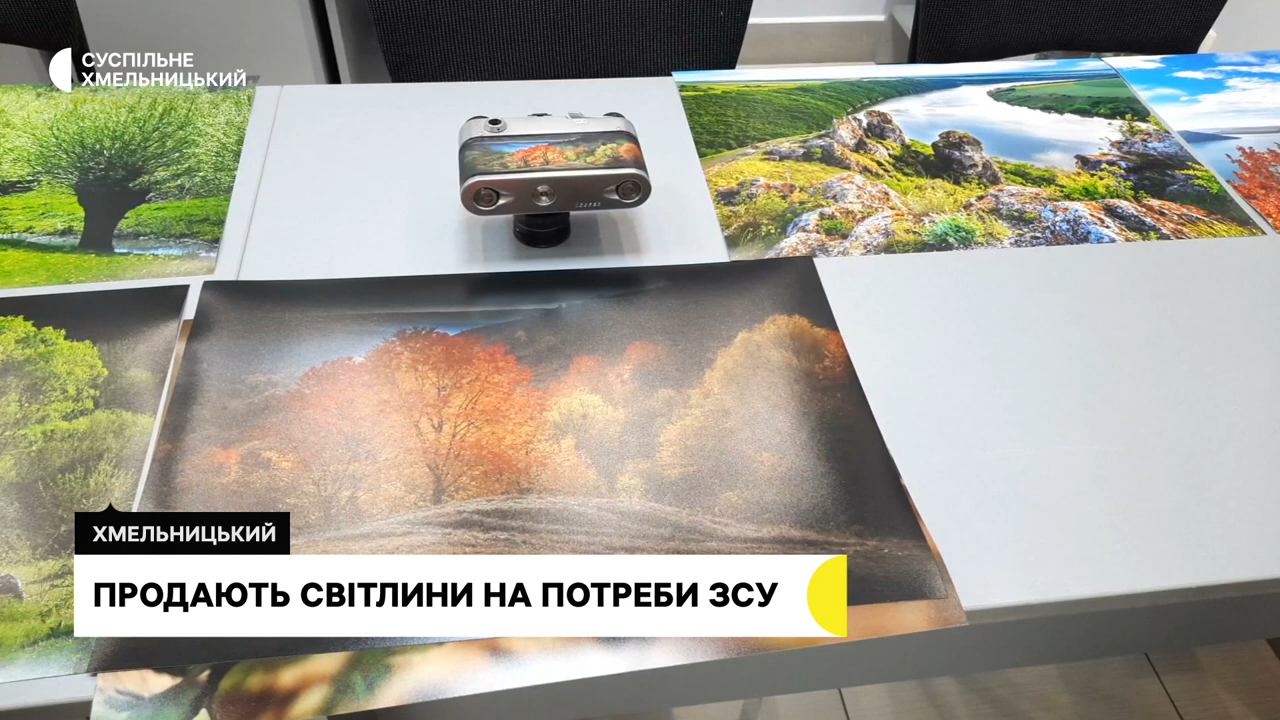 СУСПІЛЬНЕ
ХМЕЛЬНИЦЬКИЙ
ХМЕЛЬНИЦЬКИЙ
ПРОДАЮТЬ СВІТЛИНИ НА ПОТРЕБИ ЗСУ